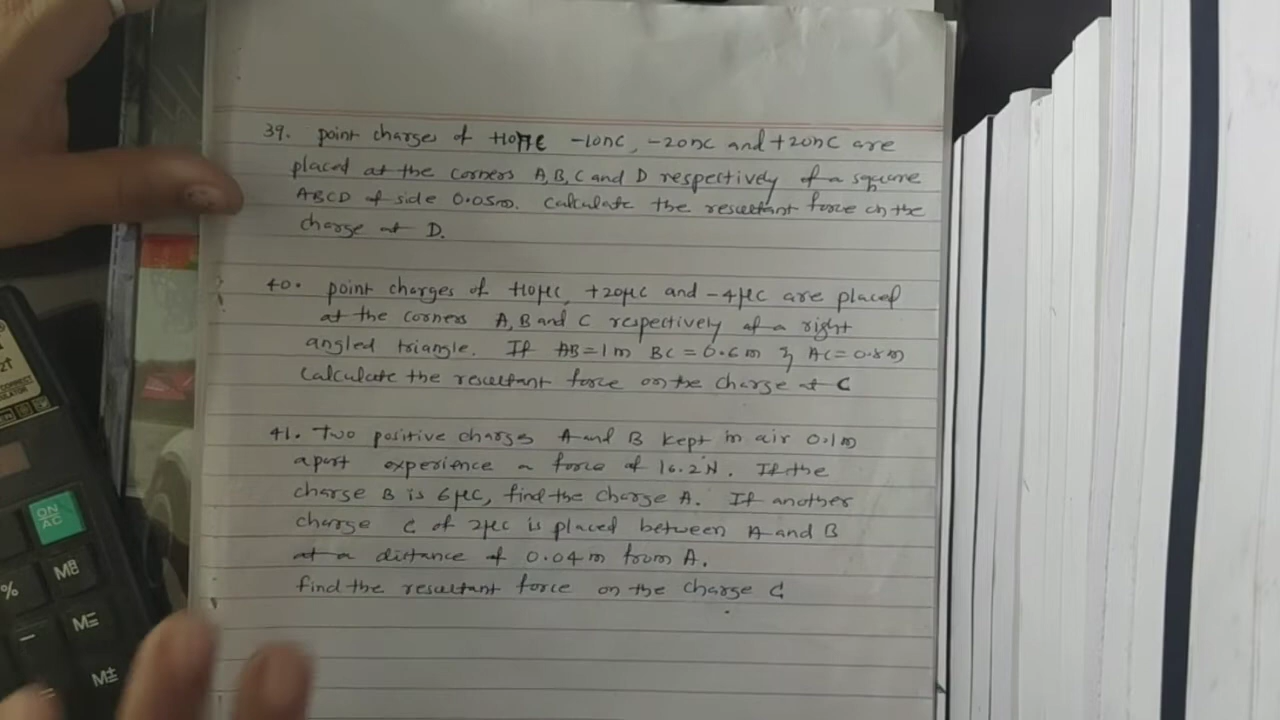 39. point charges of +10nC -10nC, -20nC and +20nC are
placed at the corners A,B,C and D respectively of a square
ABCD of side 0.05m. Calculate the resultant force on the
charge at D.
40. point charges of +10μC, +20μC and -4μC are placed
at the corners A, B and C respectively of a right
angled triangle. If AB=1m BC=0.6m & AC=0.8m
Calculate the resultant force on the charge at C
41. Two positive charges A and B kept in air 0.1m
apart experience a force of 16.2N. If the
charge B is 6μC, find the charge A. If another
charge C of 2μC is placed between A and B
at a distance of 0.04m from A.
find the resultant force on the charge C
ON
AC
%
MB
M=
−
M±